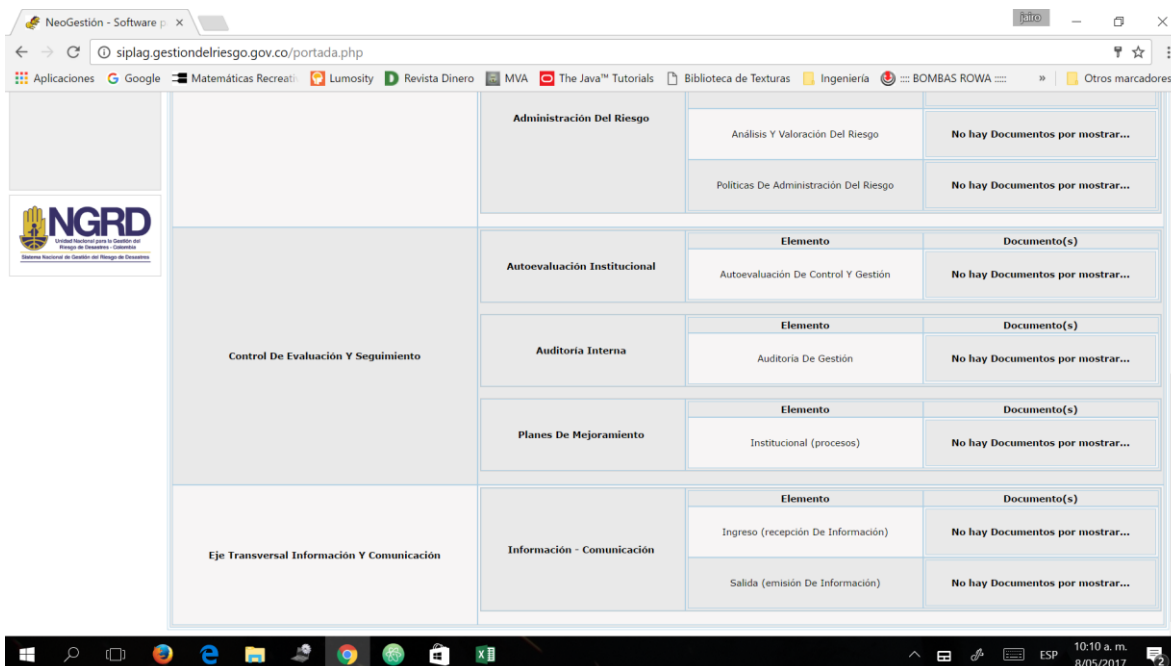 NeoGestión - Software p
jairo
siplag.gestiondelriesgo.gov.co/portada.php
Aplicaciones Google Matemáticas Recreati Lumosity Revista Dinero MVA The Java™ Tutorials Biblioteca de Texturas Ingeniería :::: BOMBAS ROWA ::::: » Otros marcadores
Administración Del Riesgo
Análisis Y Valoración Del Riesgo
No hay Documentos por mostrar...
Políticas De Administración Del Riesgo
No hay Documentos por mostrar...
NGRD
Unidad Nacional para la Gestión del
Riesgo de Desastres - Colombia
Sistema Nacional de Gestión del Riesgo de Desastres
Control De Evaluación Y Seguimiento
Autoevaluación Institucional
Elemento Documento(s)
Autoevaluación De Control Y Gestión No hay Documentos por mostrar...
Auditoría Interna
Elemento Documento(s)
Auditoría De Gestión No hay Documentos por mostrar...
Planes De Mejoramiento
Elemento Documento(s)
Institucional (procesos) No hay Documentos por mostrar...
Eje Transversal Información Y Comunicación
Información - Comunicación
Elemento Documento(s)
Ingreso (recepción De Información) No hay Documentos por mostrar...
Salida (emisión De Información) No hay Documentos por mostrar...
ESP
10:10 a. m.
8/05/2017